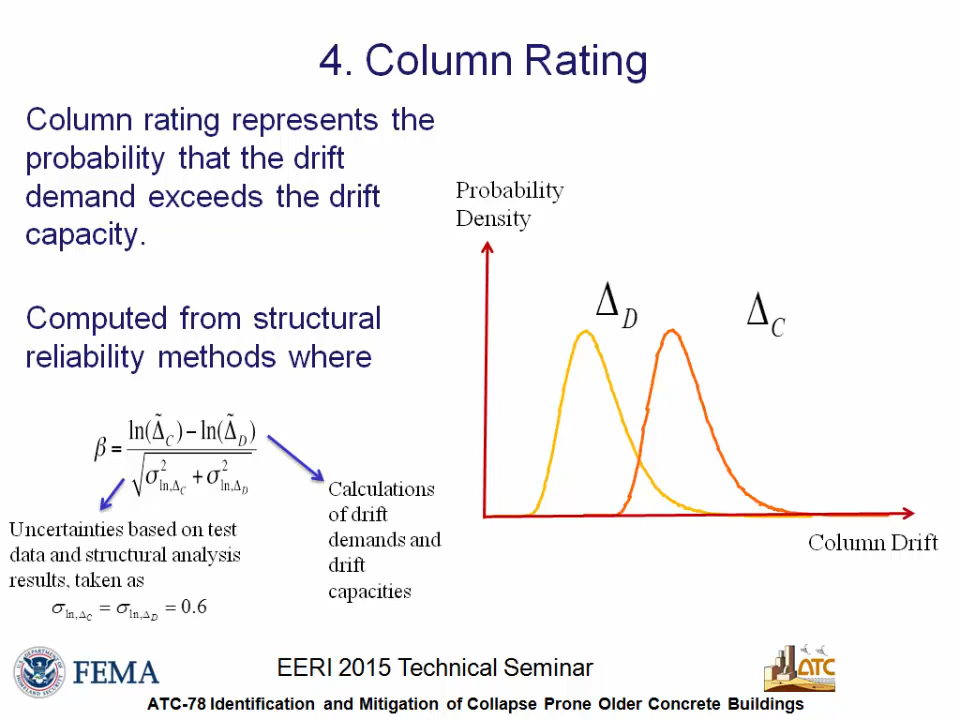 4. Column Rating
Column rating represents the
probability that the drift
demand exceeds the drift
capacity.
Computed from structural
reliability methods where
β = (ln(Δ̃_C) − ln(Δ̃_D)) / √(σ²_ln,Δ_C + σ²_ln,Δ_D)
Uncertainties based on test
data and structural analysis
results, taken as
σ_ln,Δ_C = σ_ln,Δ_D = 0.6
Calculations
of drift
demands and
drift
capacities
Probability
Density
Δ_D
Δ_C
Column Drift
FEMA
EERI 2015 Technical Seminar
ATC
ATC-78 Identification and Mitigation of Collapse Prone Older Concrete Buildings